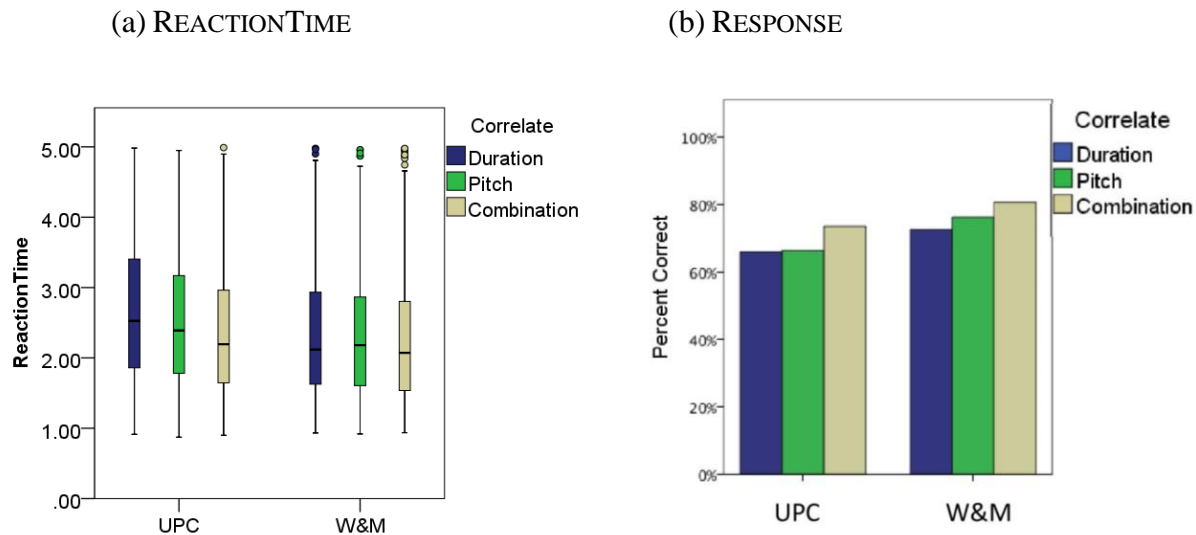 (a) REACTIONTIME
Correlate
Duration
Pitch
Combination
ReactionTime
5.00
4.00
3.00
2.00
1.00
.00
UPC
W&M
(b) RESPONSE
Correlate
Duration
Pitch
Combination
Percent Correct
100%
80%
60%
40%
20%
0%
UPC
W&M